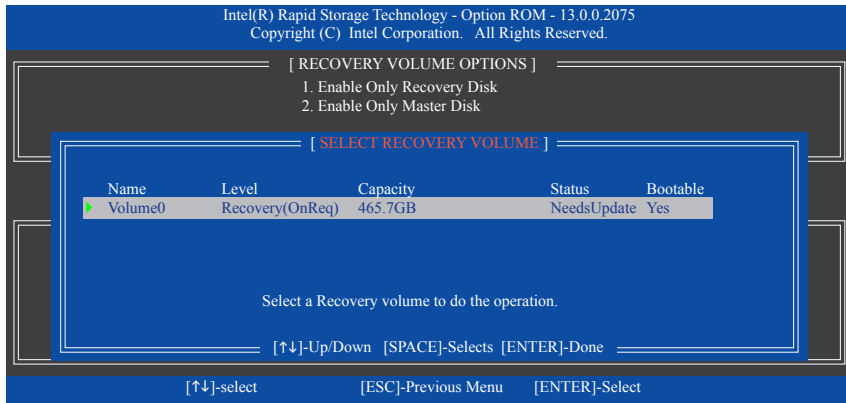 Intel(R) Rapid Storage Technology - Option ROM - 13.0.0.2075
Copyright (C) Intel Corporation. All Rights Reserved.
[ RECOVERY VOLUME OPTIONS ]
1. Enable Only Recovery Disk
2. Enable Only Master Disk
[ SELECT RECOVERY VOLUME ]
Name Level Capacity Status Bootable
Volume0 Recovery(OnReq) 465.7GB NeedsUpdate Yes
Select a Recovery volume to do the operation.
[↑↓]-Up/Down [SPACE]-Selects [ENTER]-Done
[↑↓]-select [ESC]-Previous Menu [ENTER]-Select